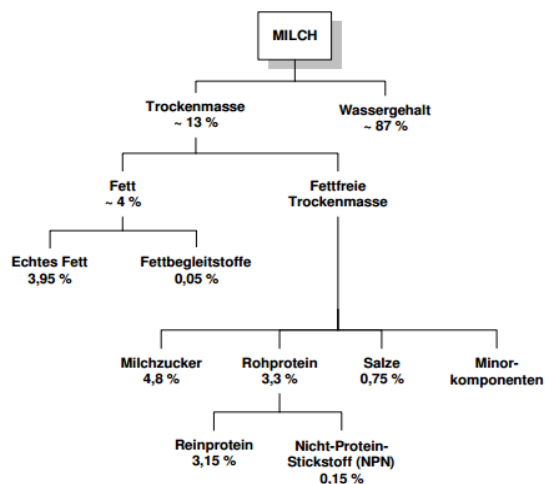 MILCH
Trockenmasse
~ 13 %
Wassergehalt
~ 87 %
Fett
~ 4 %
Fettfreie
Trockenmasse
Echtes Fett
3,95 %
Fettbegleitstoffe
0,05 %
Milchzucker
4,8 %
Rohprotein
3,3 %
Salze
0,75 %
Minor-
komponenten
Reinprotein
3,15 %
Nicht-Protein-
Stickstoff (NPN)
0,15 %